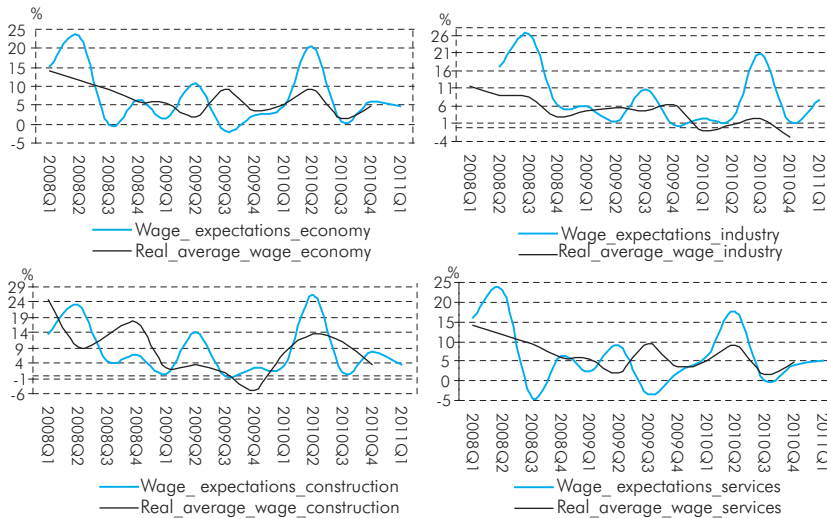 %
25
20
15
10
5
0
-5
2008Q1
2008Q2
2008Q3
2008Q4
2009Q1
2009Q2
2009Q3
2009Q4
2010Q1
2010Q2
2010Q3
2010Q4
2011Q1
Wage_ expectations_economy
Real_average_wage_economy
%
26
21
16
11
6
1
-4
2008Q1
2008Q2
2008Q3
2008Q4
2009Q1
2009Q2
2009Q3
2009Q4
2010Q1
2010Q2
2010Q3
2010Q4
2011Q1
Wage_expectations_industry
Real_average_wage_industry
%
29
24
19
14
9
4
-1
-6
2008Q1
2008Q2
2008Q3
2008Q4
2009Q1
2009Q2
2009Q3
2009Q4
2010Q1
2010Q2
2010Q3
2010Q4
2011Q1
Wage_ expectations_construction
Real_average_wage_construction
%
25
20
15
10
5
0
-5
2008Q1
2008Q2
2008Q3
2008Q4
2009Q1
2009Q2
2009Q3
2009Q4
2010Q1
2010Q2
2010Q3
2010Q4
2011Q1
Wage_ expectations_services
Real_average_wage_services